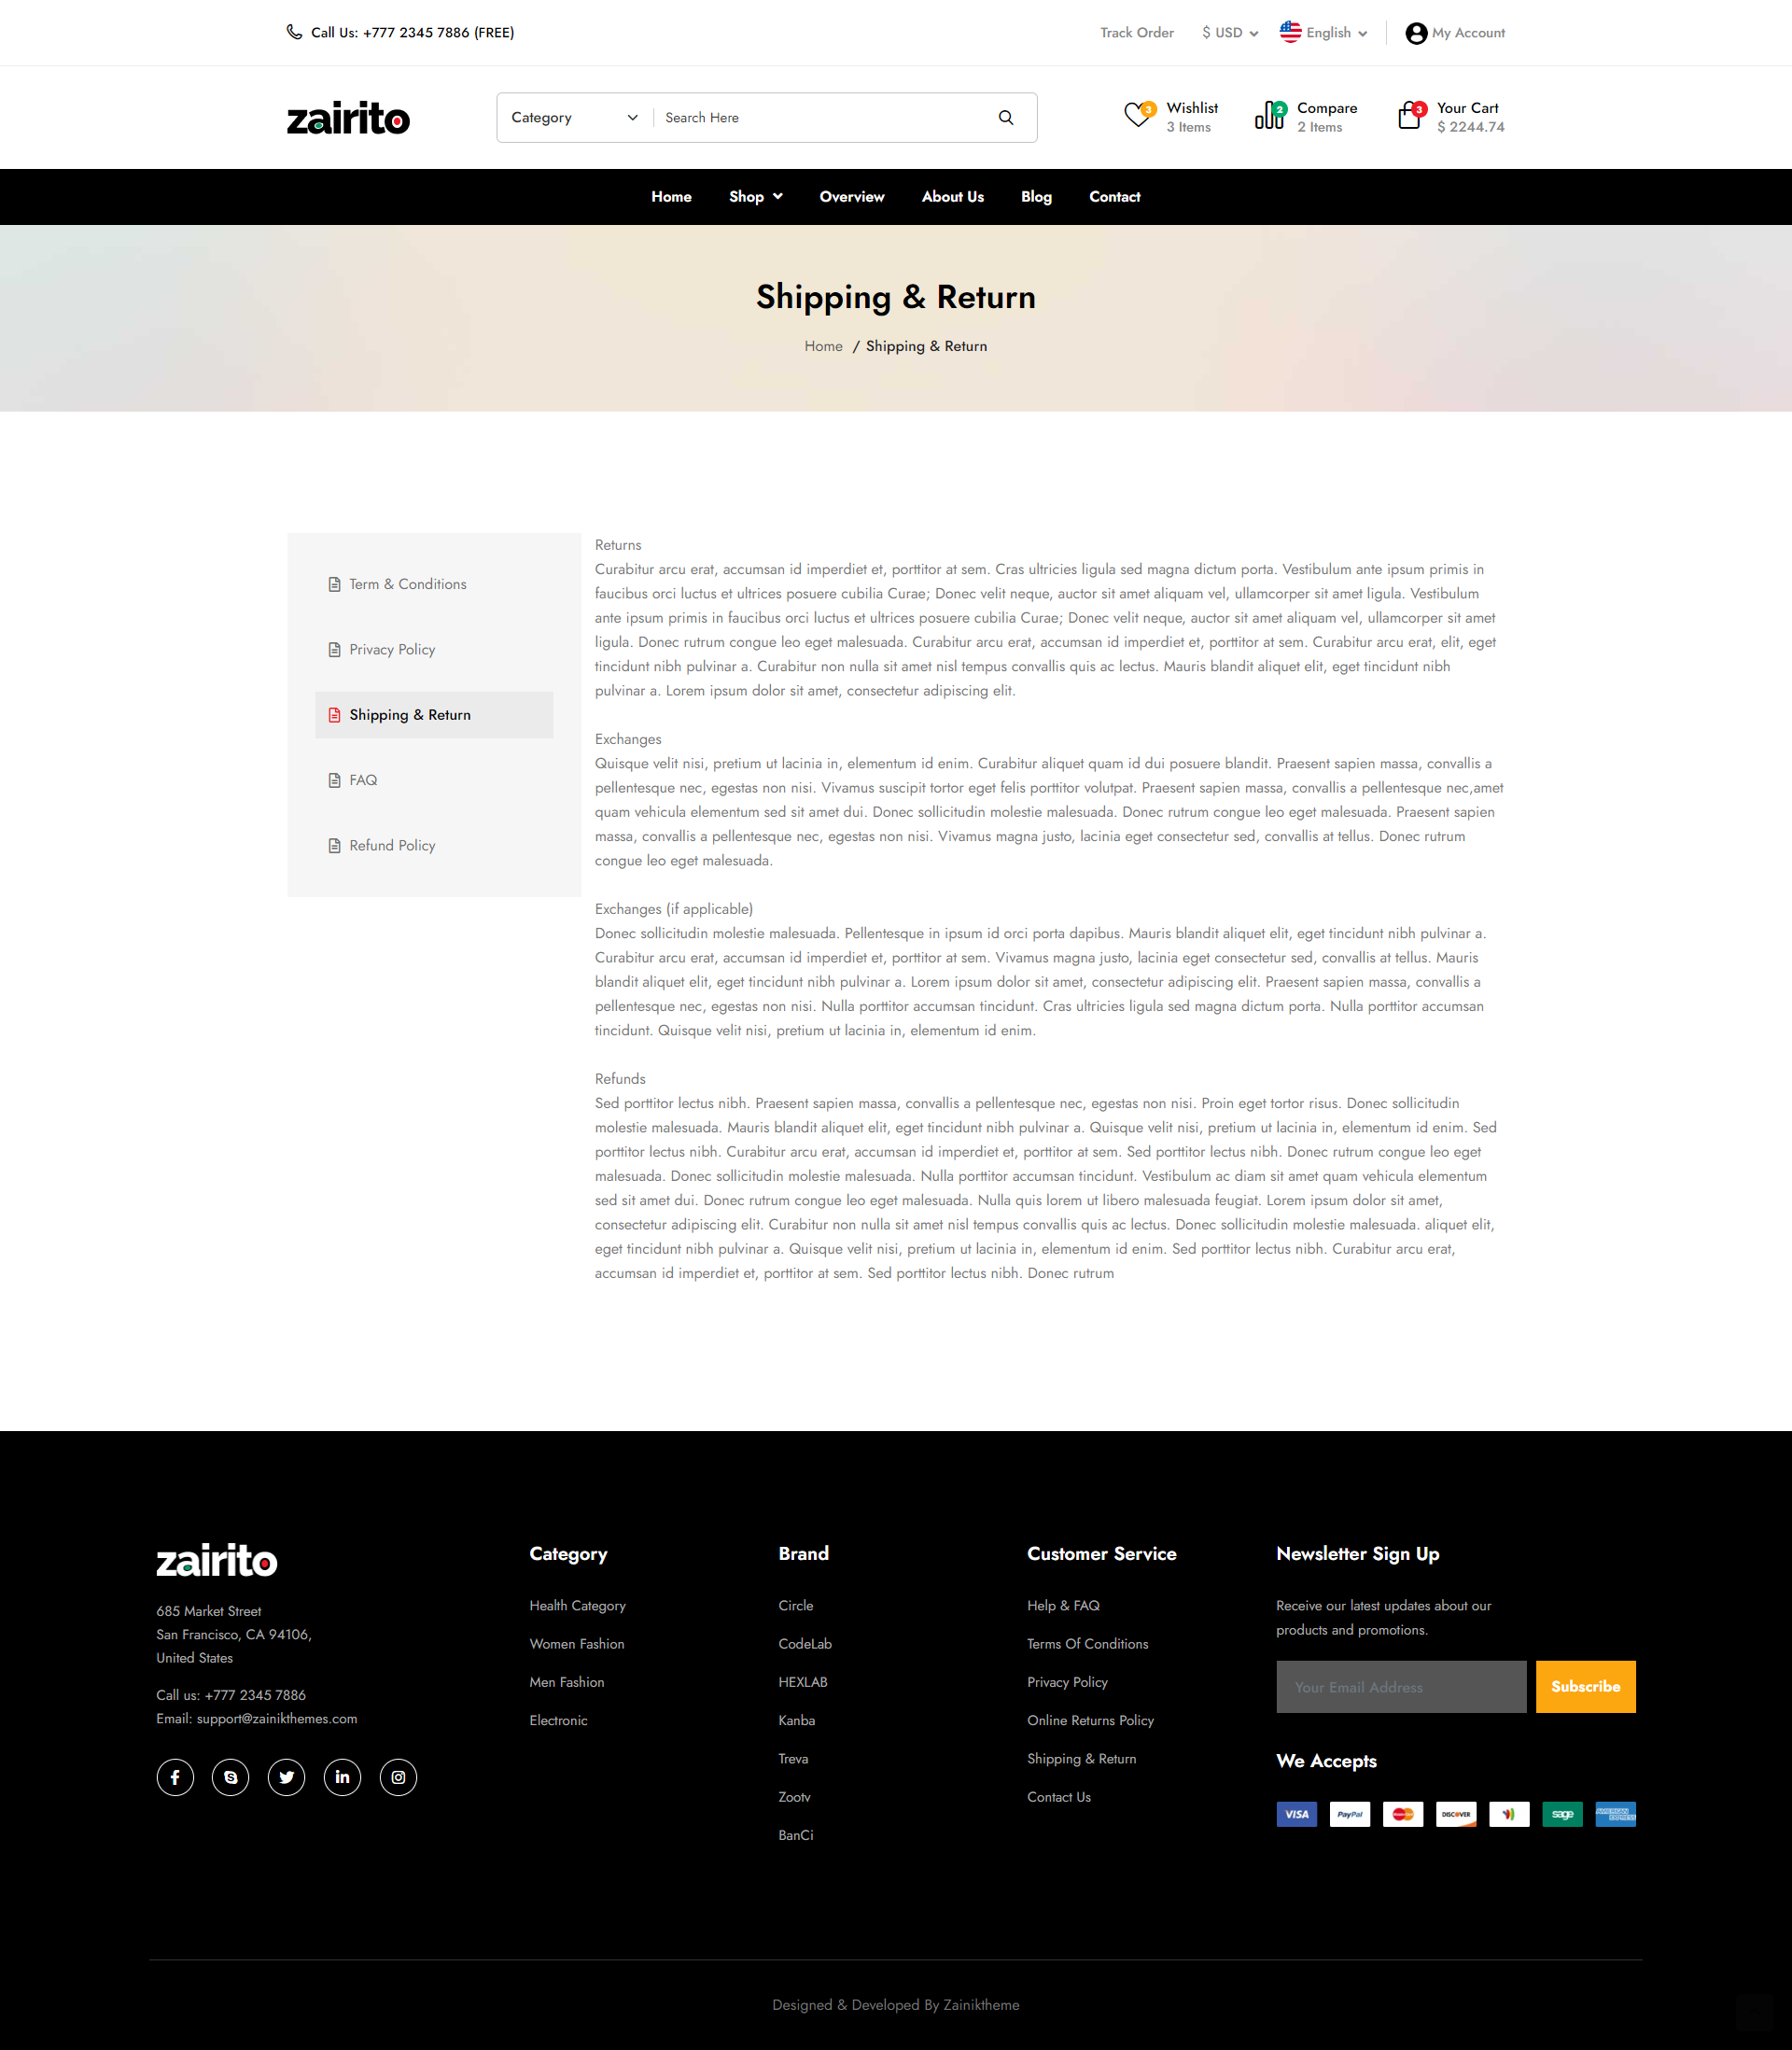 Call Us: +777 2345 7886 (FREE)
Track Order
$ USD
English
My Account
zairito
Category
Search Here
3
Wishlist
3 Items
2
Compare
2 Items
3
Your Cart
$ 2244.74
Home
Shop
Overview
About Us
Blog
Contact
Shipping & Return
Home / Shipping & Return
Term & Conditions
Privacy Policy
Shipping & Return
FAQ
Refund Policy
Returns
Curabitur arcu erat, accumsan id imperdiet et, porttitor at sem. Cras ultricies ligula sed magna dictum porta. Vestibulum ante ipsum primis in
faucibus orci luctus et ultrices posuere cubilia Curae; Donec velit neque, auctor sit amet aliquam vel, ullamcorper sit amet ligula. Vestibulum
ante ipsum primis in faucibus orci luctus et ultrices posuere cubilia Curae; Donec velit neque, auctor sit amet aliquam vel, ullamcorper sit amet
ligula. Donec rutrum congue leo eget malesuada. Curabitur arcu erat, accumsan id imperdiet et, porttitor at sem. Curabitur arcu erat, elit, eget
tincidunt nibh pulvinar a. Curabitur non nulla sit amet nisl tempus convallis quis ac lectus. Mauris blandit aliquet elit, eget tincidunt nibh
pulvinar a. Lorem ipsum dolor sit amet, consectetur adipiscing elit.
Exchanges
Quisque velit nisi, pretium ut lacinia in, elementum id enim. Curabitur aliquet quam id dui posuere blandit. Praesent sapien massa, convallis a
pellentesque nec, egestas non nisi. Vivamus suscipit tortor eget felis porttitor volutpat. Praesent sapien massa, convallis a pellentesque nec,amet
quam vehicula elementum sed sit amet dui. Donec sollicitudin molestie malesuada. Donec rutrum congue leo eget malesuada. Praesent sapien
massa, convallis a pellentesque nec, egestas non nisi. Vivamus magna justo, lacinia eget consectetur sed, convallis at tellus. Donec rutrum
congue leo eget malesuada.
Exchanges (if applicable)
Donec sollicitudin molestie malesuada. Pellentesque in ipsum id orci porta dapibus. Mauris blandit aliquet elit, eget tincidunt nibh pulvinar a.
Curabitur arcu erat, accumsan id imperdiet et, porttitor at sem. Vivamus magna justo, lacinia eget consectetur sed, convallis at tellus. Mauris
blandit aliquet elit, eget tincidunt nibh pulvinar a. Lorem ipsum dolor sit amet, consectetur adipiscing elit. Praesent sapien massa, convallis a
pellentesque nec, egestas non nisi. Nulla porttitor accumsan tincidunt. Cras ultricies ligula sed magna dictum porta. Nulla porttitor accumsan
tincidunt. Quisque velit nisi, pretium ut lacinia in, elementum id enim.
Refunds
Sed porttitor lectus nibh. Praesent sapien massa, convallis a pellentesque nec, egestas non nisi. Proin eget tortor risus. Donec sollicitudin
molestie malesuada. Mauris blandit aliquet elit, eget tincidunt nibh pulvinar a. Quisque velit nisi, pretium ut lacinia in, elementum id enim. Sed
porttitor lectus nibh. Curabitur arcu erat, accumsan id imperdiet et, porttitor at sem. Sed porttitor lectus nibh. Donec rutrum congue leo eget
malesuada. Donec sollicitudin molestie malesuada. Nulla porttitor accumsan tincidunt. Vestibulum ac diam sit amet quam vehicula elementum
sed sit amet dui. Donec rutrum congue leo eget malesuada. Nulla quis lorem ut libero malesuada feugiat. Lorem ipsum dolor sit amet,
consectetur adipiscing elit. Curabitur non nulla sit amet nisl tempus convallis quis ac lectus. Donec sollicitudin molestie malesuada. aliquet elit,
eget tincidunt nibh pulvinar a. Quisque velit nisi, pretium ut lacinia in, elementum id enim. Sed porttitor lectus nibh. Curabitur arcu erat,
accumsan id imperdiet et, porttitor at sem. Sed porttitor lectus nibh. Donec rutrum
zairito
685 Market Street
San Francisco, CA 94106,
United States
Call us: +777 2345 7886
Email: support@zainikthemes.com
Category
Health Category
Women Fashion
Men Fashion
Electronic
Brand
Circle
CodeLab
HEXLAB
Kanba
Treva
Zootv
BanCi
Customer Service
Help & FAQ
Terms Of Conditions
Privacy Policy
Online Returns Policy
Shipping & Return
Contact Us
Newsletter Sign Up
Receive our latest updates about our
products and promotions.
Your Email Address
Subscribe
We Accepts
VISA
PayPal
DISCOVER
sage
AMERICAN
EXPRESS
Designed & Developed By Zainiktheme